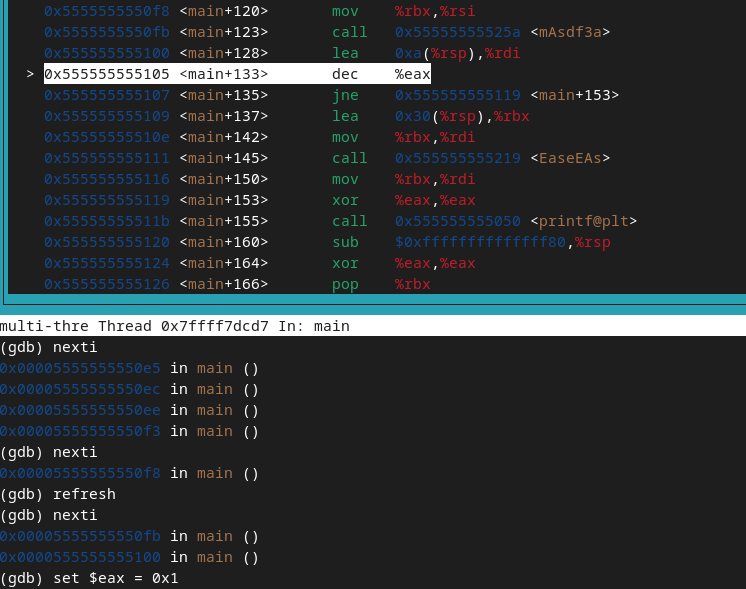 0x5555555550f8 <main+120> mov %rbx,%rsi
0x5555555550fb <main+123> call 0x55555555525a <mAsdf3a>
0x555555555100 <main+128> lea 0xa(%rsp),%rdi
> 0x555555555105 <main+133> dec %eax
0x555555555107 <main+135> jne 0x555555555119 <main+153>
0x555555555109 <main+137> lea 0x30(%rsp),%rbx
0x55555555510e <main+142> mov %rbx,%rdi
0x555555555111 <main+145> call 0x555555555219 <EaseEAs>
0x555555555116 <main+150> mov %rbx,%rdi
0x555555555119 <main+153> xor %eax,%eax
0x55555555511b <main+155> call 0x555555555050 <printf@plt>
0x555555555120 <main+160> sub $0xffffffffffffff80,%rsp
0x555555555124 <main+164> xor %eax,%eax
0x555555555126 <main+166> pop %rbx
multi-thre Thread 0x7ffff7dcd7 In: main
(gdb) nexti
0x00005555555550e5 in main ()
0x00005555555550ec in main ()
0x00005555555550ee in main ()
0x00005555555550f3 in main ()
(gdb) nexti
0x00005555555550f8 in main ()
(gdb) refresh
(gdb) nexti
0x00005555555550fb in main ()
0x0000555555555100 in main ()
(gdb) set $eax = 0x1